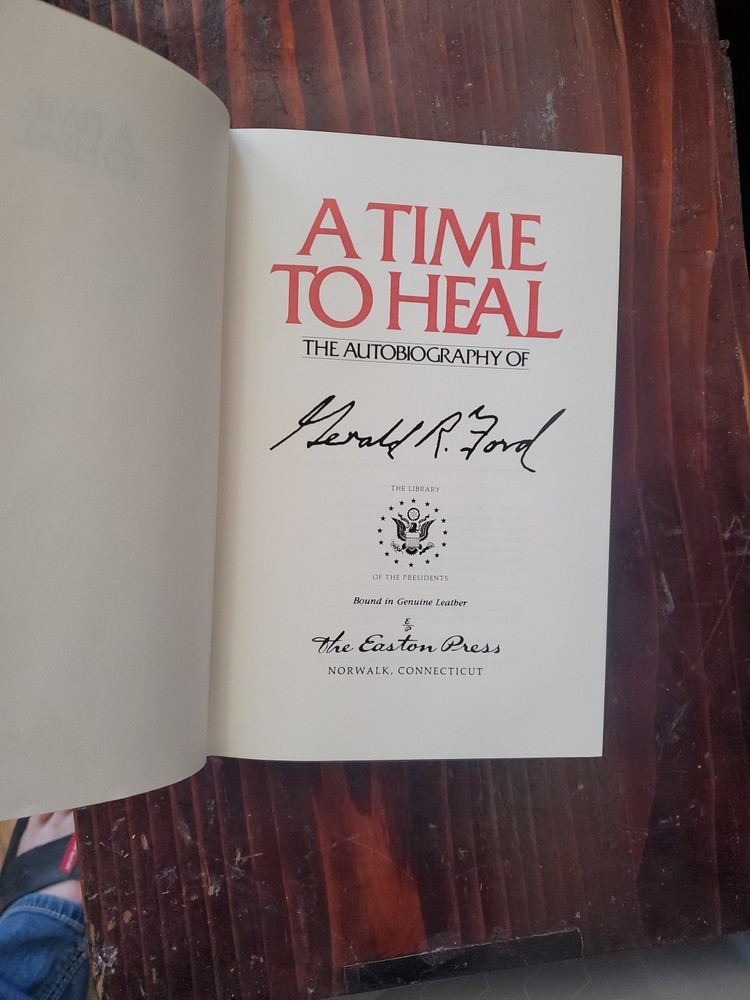 A TIME
TO HEAL
THE AUTOBIOGRAPHY OF
Gerald R. Ford
THE LIBRARY
OF THE PRESIDENTS
Bound in Genuine Leather
The Easton Press
NORWALK, CONNECTICUT